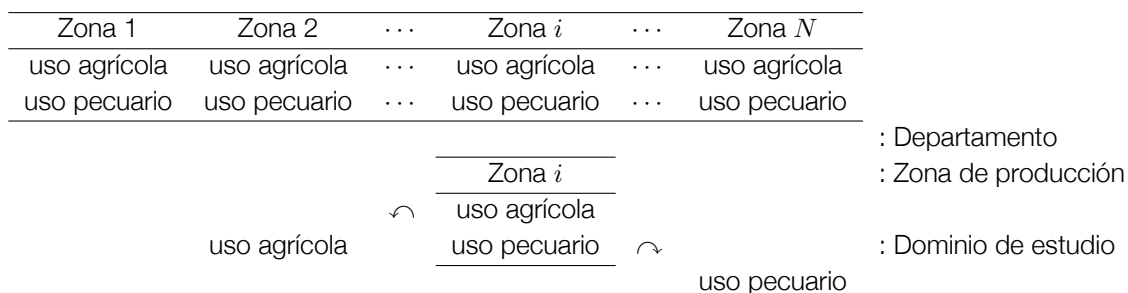 Zona 1 Zona 2 ··· Zona i ··· Zona N
uso agrícola uso agrícola ··· uso agrícola ··· uso agrícola
uso pecuario uso pecuario ··· uso pecuario ··· uso pecuario
: Departamento
Zona i : Zona de producción
↶ uso agrícola
uso agrícola uso pecuario ↷ : Dominio de estudio
uso pecuario